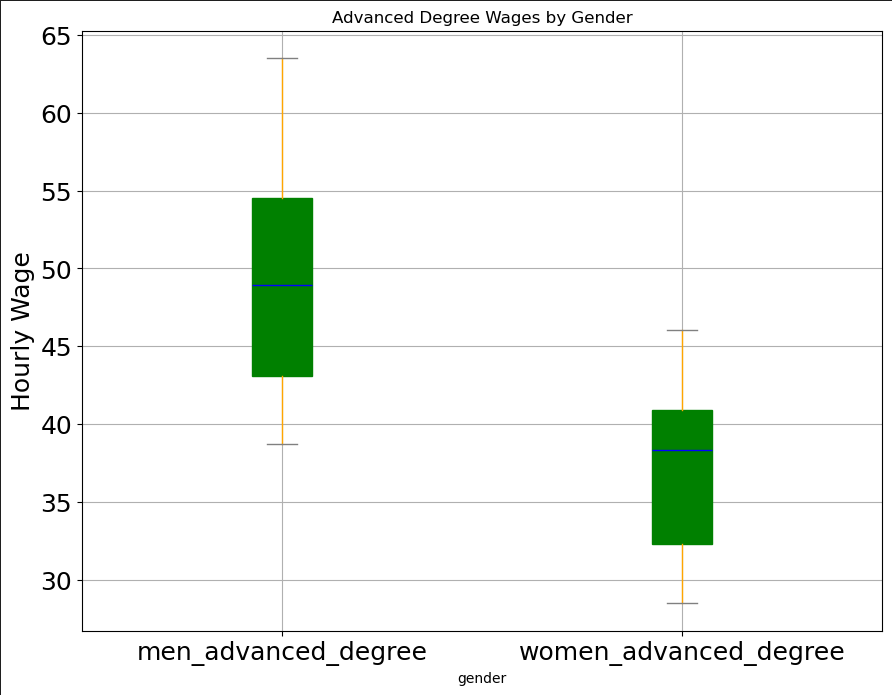 Advanced Degree Wages by Gender
65
60
55
50
45
40
35
30
Hourly Wage
men_advanced_degree women_advanced_degree
gender